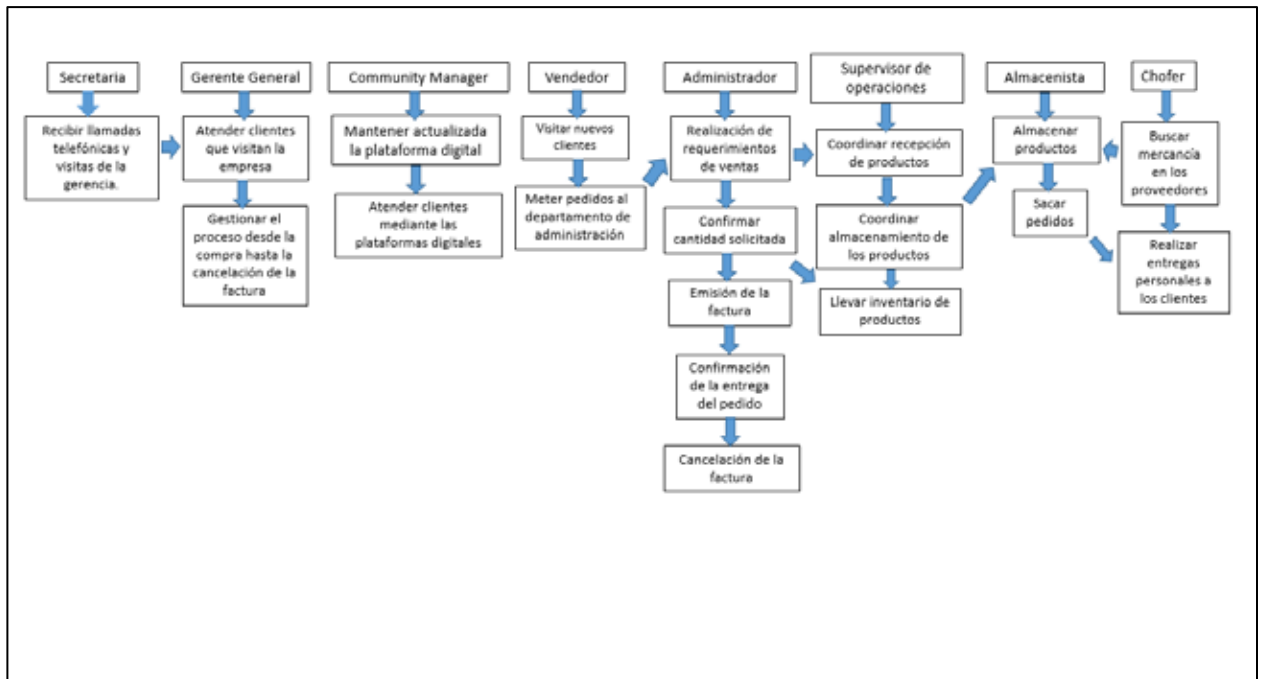 Secretaria
Recibir llamadas
telefónicas y
visitas de la
gerencia.
Gerente General
Atender clientes
que visitan la
empresa
Gestionar el
proceso desde la
compra hasta la
cancelación de la
factura
Community Manager
Mantener actualizada
la plataforma digital
Atender clientes
mediante las
plataformas digitales
Vendedor
Visitar nuevos
clientes
Meter pedidos al
departamento de
administración
Administrador
Realización de
requerimientos
de ventas
Confirmar
cantidad solicitada
Emisión de la
factura
Confirmación
de la entrega
del pedido
Cancelación de la
factura
Supervisor de
operaciones
Coordinar recepción
de productos
Coordinar
almacenamiento de
los productos
Llevar inventario de
productos
Almacenista
Almacenar
productos
Sacar
pedidos
Chofer
Buscar
mercancía
en los
proveedores
Realizar
entregas
personales a
los clientes